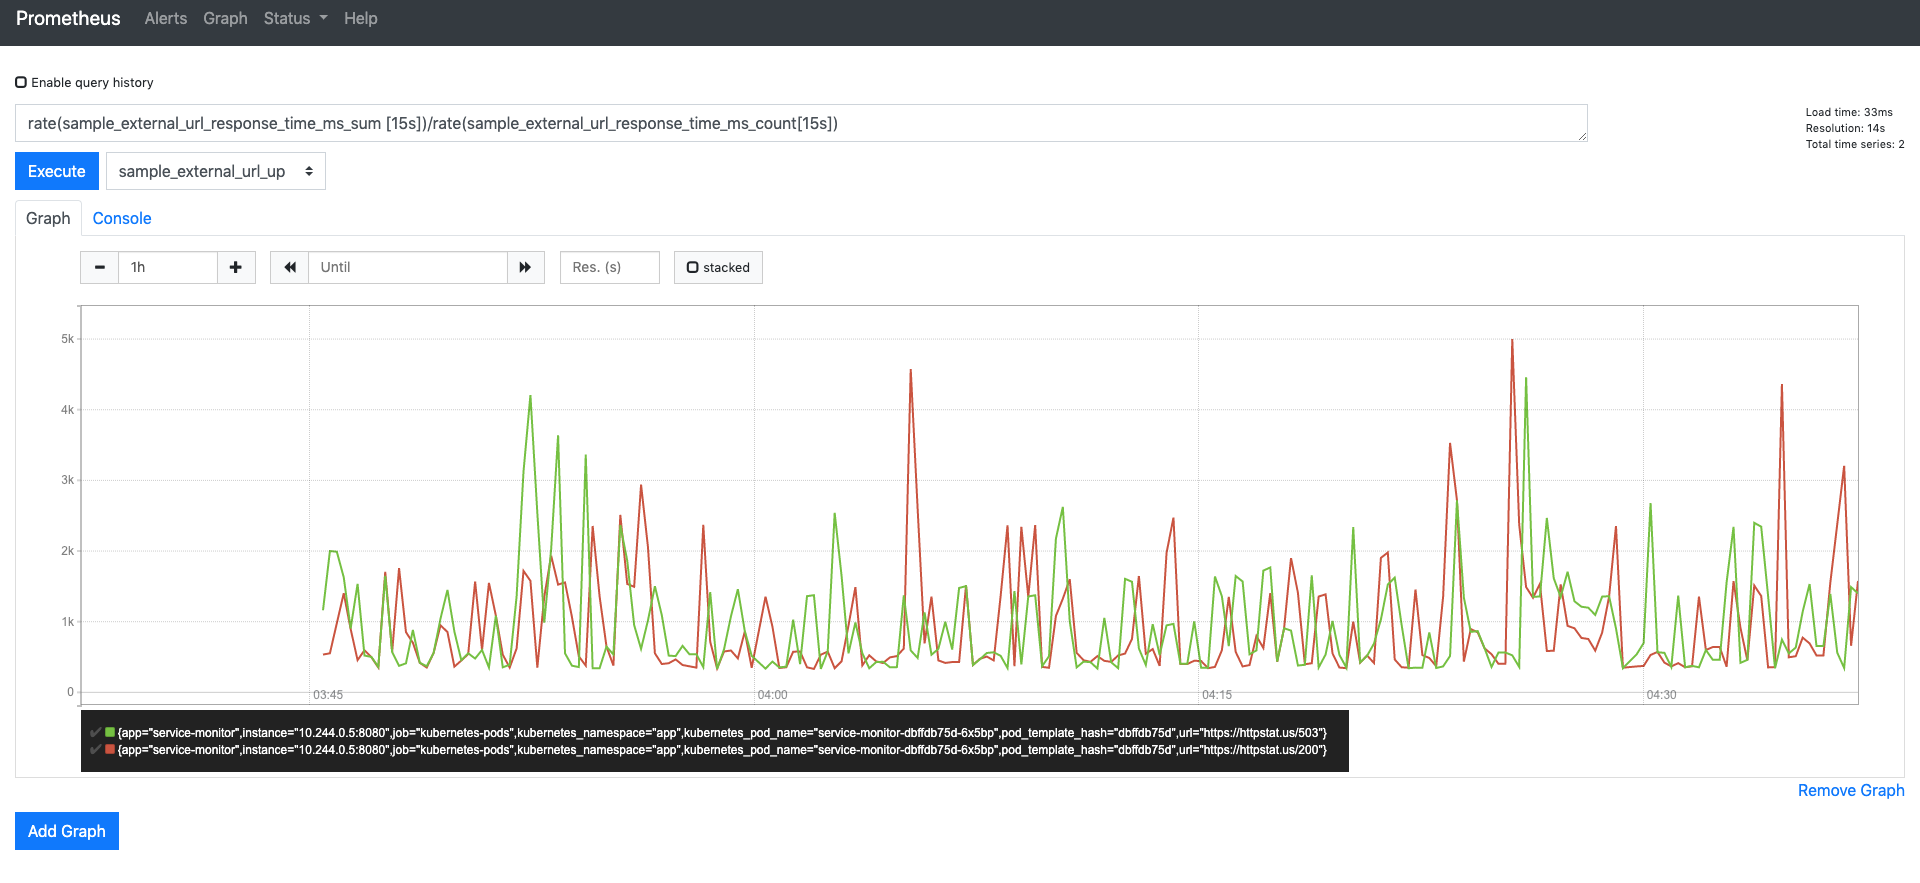 Prometheus Alerts Graph Status Help
Enable query history
rate(sample_external_url_response_time_ms_sum [15s])/rate(sample_external_url_response_time_ms_count[15s])
Load time: 33ms
Resolution: 14s
Total time series: 2
Execute sample_external_url_up
Graph Console
1h Until Res. (s) stacked
5k
4k
3k
2k
1k
0
03:45 04:00 04:15 04:30
{app="service-monitor",instance="10.244.0.5:8080",job="kubernetes-pods",kubernetes_namespace="app",kubernetes_pod_name="service-monitor-dbffdb75d-6x5bp",pod_template_hash="dbffdb75d",url="https://httpstat.us/503"}
{app="service-monitor",instance="10.244.0.5:8080",job="kubernetes-pods",kubernetes_namespace="app",kubernetes_pod_name="service-monitor-dbffdb75d-6x5bp",pod_template_hash="dbffdb75d",url="https://httpstat.us/200"}
Remove Graph
Add Graph